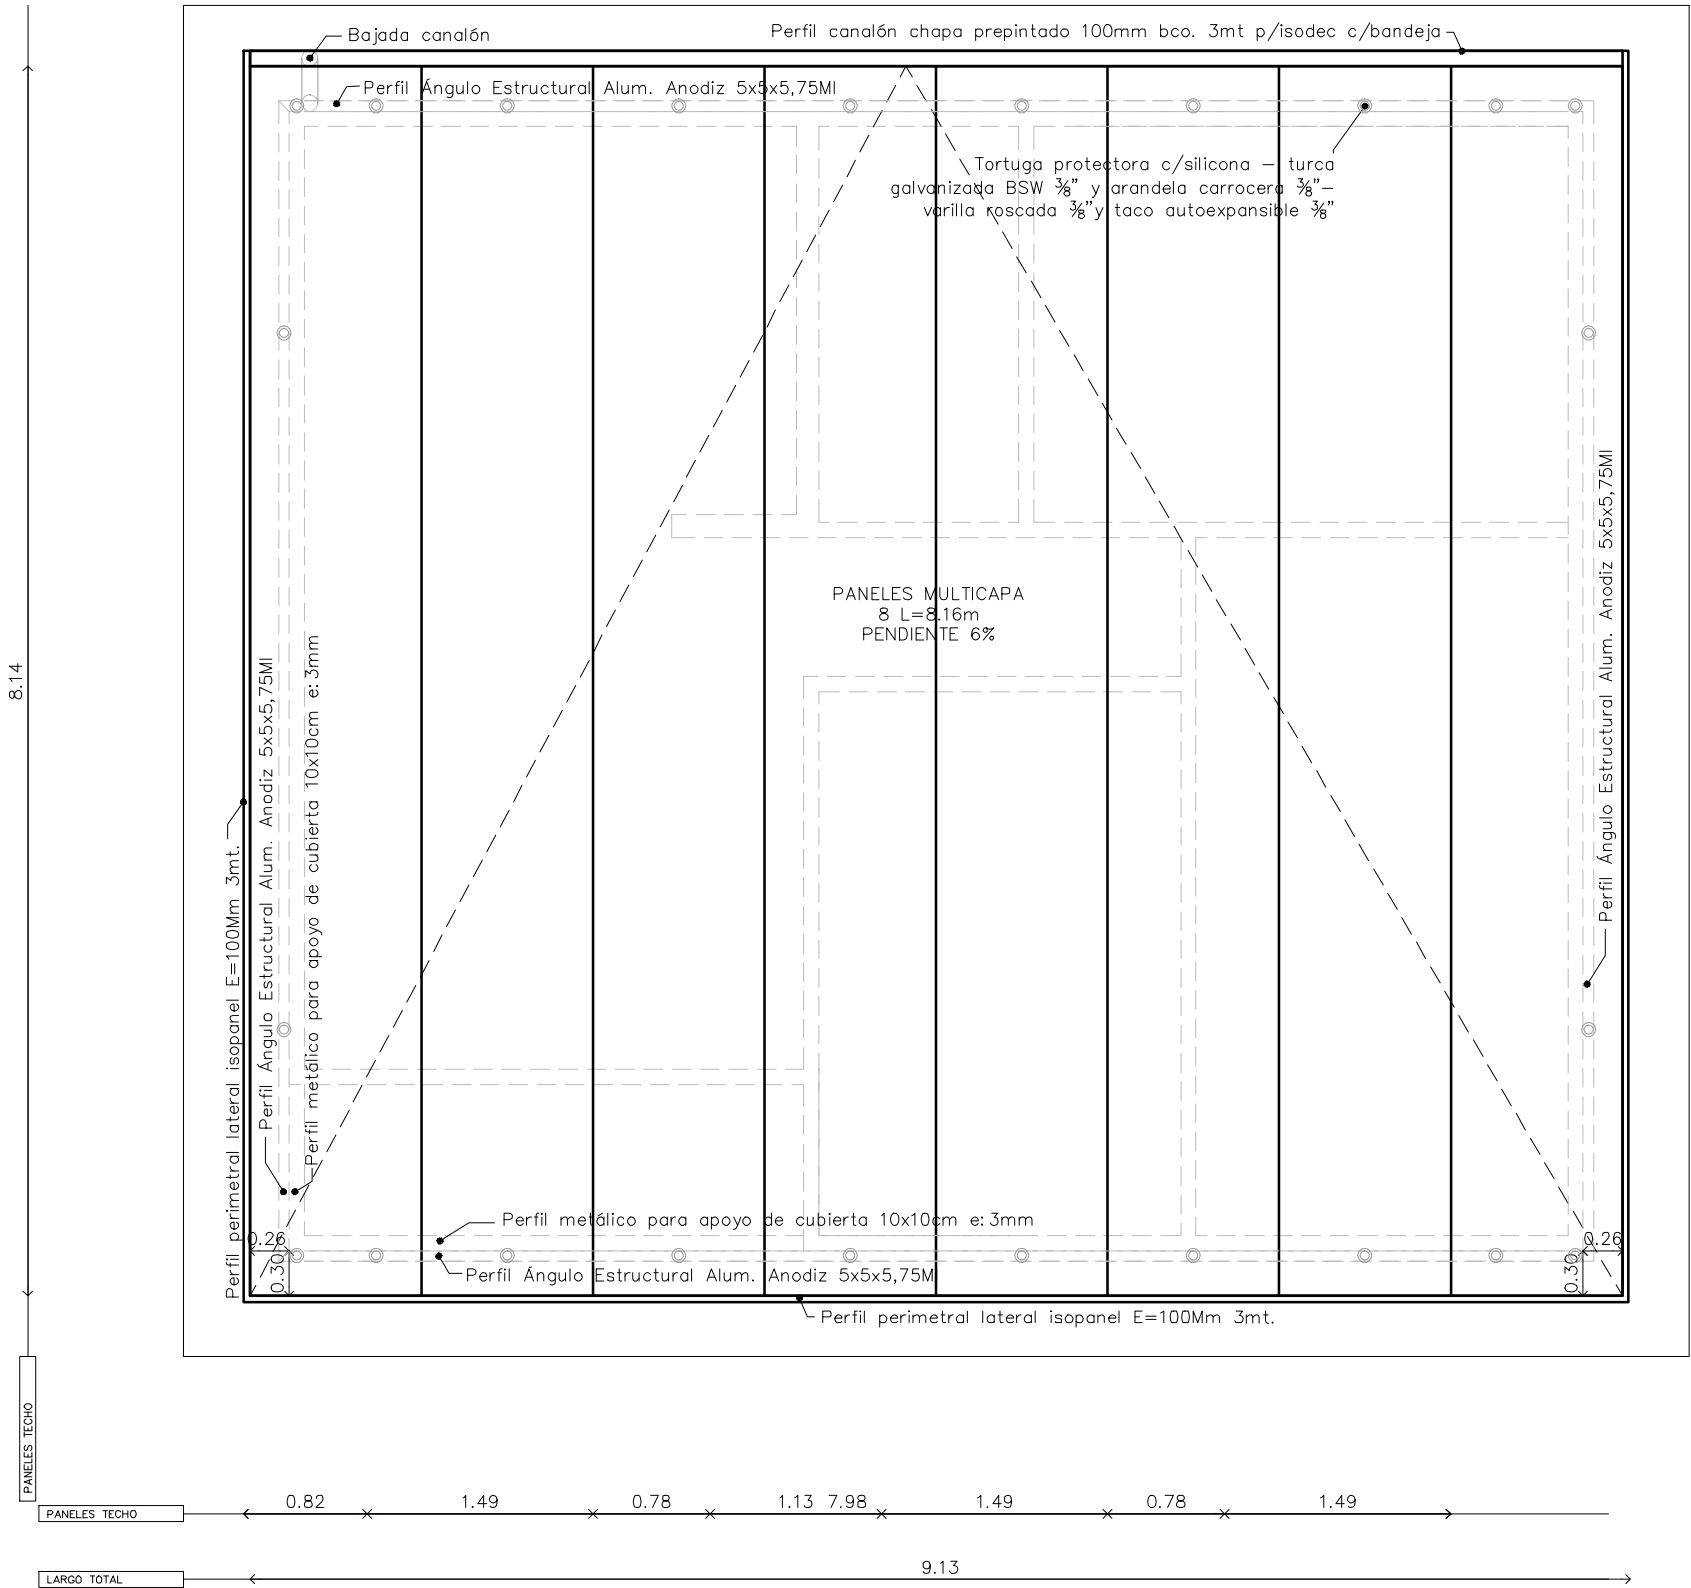 Perfil canalón chapa prepintado 100mm bco. 3mt p/isodec c/bandeja
Bajada canalón
Perfil Ángulo Estructural Alum. Anodiz 5x5x5,75Ml
Tortuga protectora c/silicona – turca
galvanizada BSW ⅜" y arandela carrocera ⅜"–
varilla roscada ⅜"y taco autoexpansible ⅜"
PANELES MULTICAPA
8 L=8.16m
PENDIENTE 6%
8.14
Perfil perimetral lateral isopanel E=100Mm 3mt.
Perfil Ángulo Estructural Alum. Anodiz 5x5x5,75Ml
Perfil metálico para apoyo de cubierta 10x10cm e:3mm
Perfil Ángulo Estructural Alum. Anodiz 5x5x5,75Ml
Perfil metálico para apoyo de cubierta 10x10cm e:3mm
0.26
0.26
0.30
0.30
Perfil Ángulo Estructural Alum. Anodiz 5x5x5,75M
Perfil perimetral lateral isopanel E=100Mm 3mt.
PANELES TECHO
PANELES TECHO
0.82 1.49 0.78 1.13 7.98 1.49 0.78 1.49
LARGO TOTAL
9.13